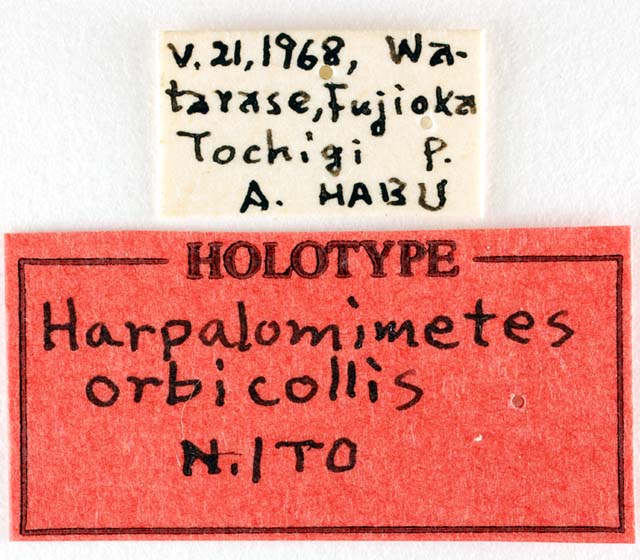 V.21,1968, Wa-
tarase, Fujioka
Tochigi P.
A. HABU
HOLOTYPE
Harpalomimetes
orbicollis
N. ITO